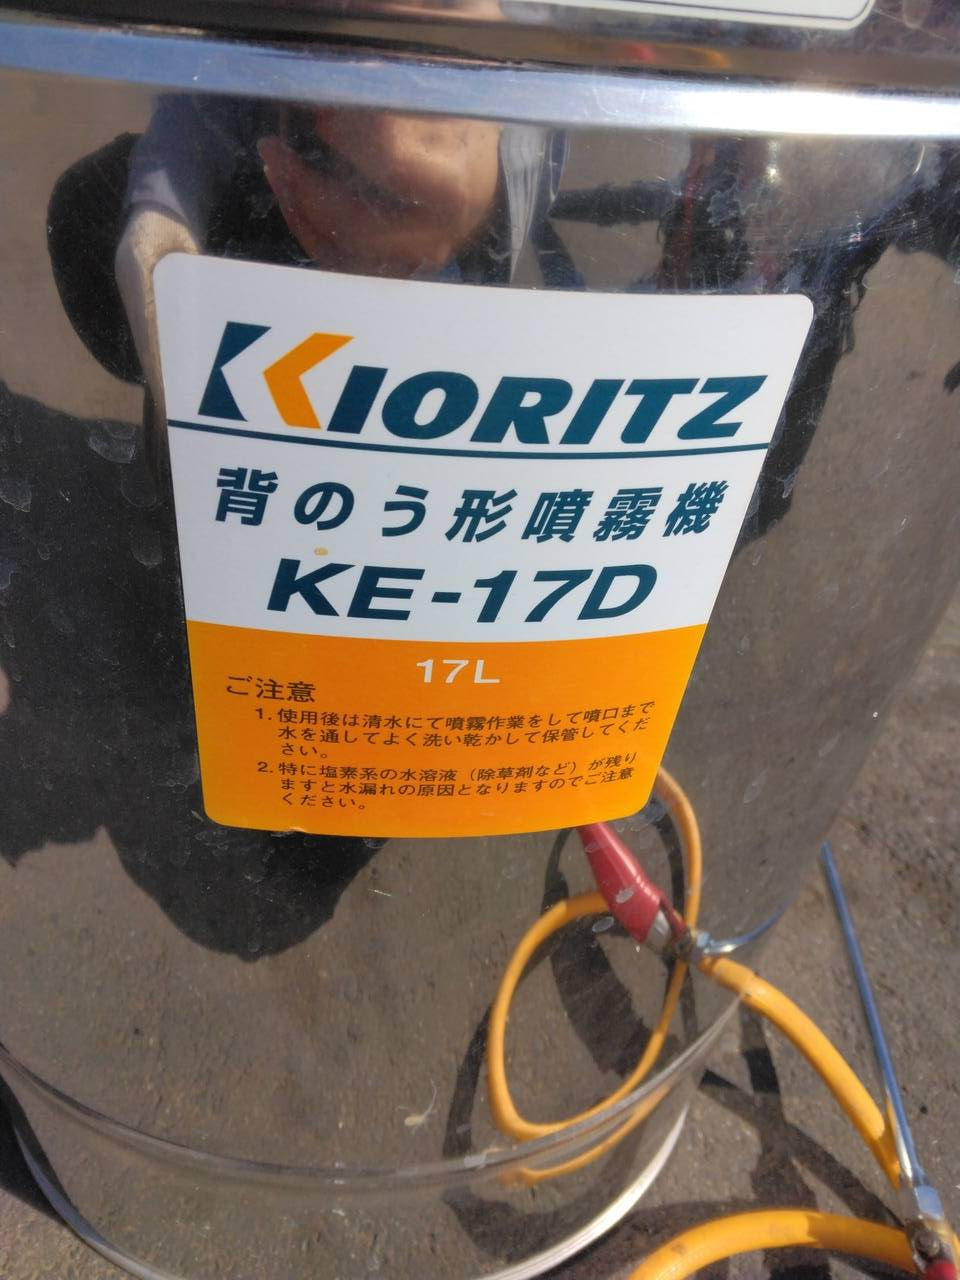 KIORITZ
背のう形噴霧機
KE-17D
17L
ご注意
1. 使用後は清水にて噴霧作業をして噴口まで
水を通してよく洗い乾かして保管してくだ
さい。
2. 特に塩素系の水溶液（除草剤など）が残り
ますと水漏れの原因となりますのでご注意
ください。